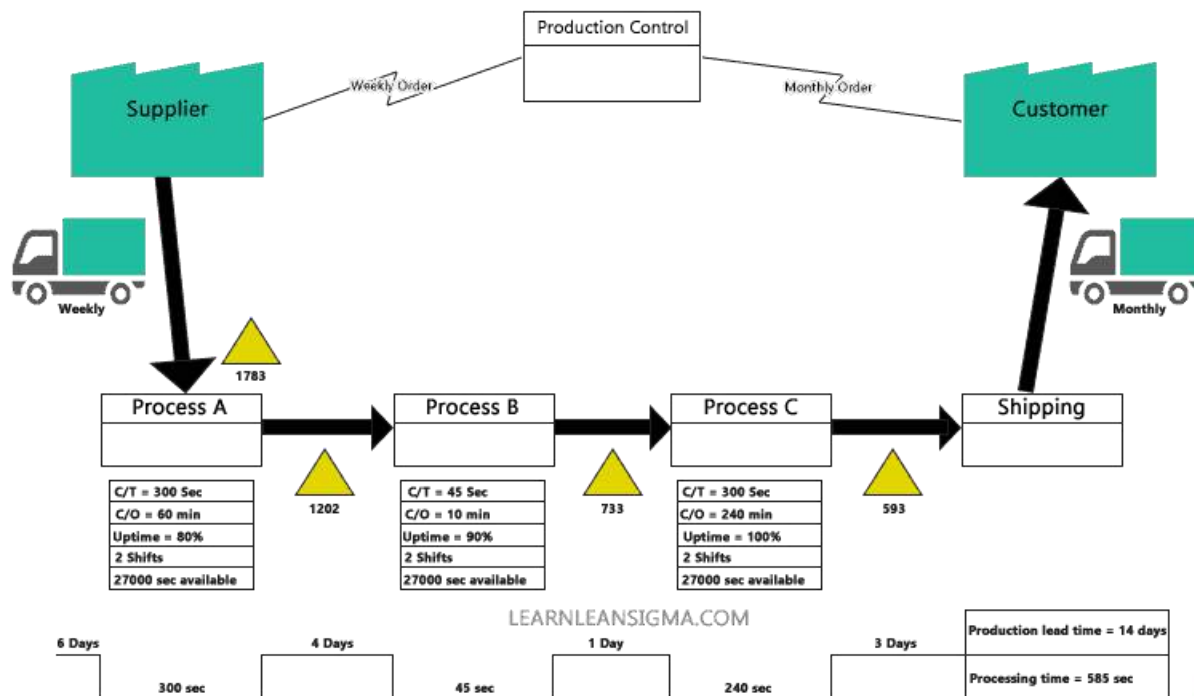 Production Control
Weekly Order
Monthly Order
Supplier
Customer
Weekly
Monthly
1783
Process A
Process B
Process C
Shipping
1202
733
593
C/T = 300 Sec
C/O = 60 min
Uptime = 80%
2 Shifts
27000 sec available
C/T = 45 Sec
C/O = 10 min
Uptime = 90%
2 Shifts
27000 sec available
C/T = 300 Sec
C/O = 240 min
Uptime = 100%
2 Shifts
27000 sec available
LEARNLEANSIGMA.COM
6 Days
4 Days
1 Day
3 Days
Production lead time = 14 days
300 sec
45 sec
240 sec
Processing time = 585 sec